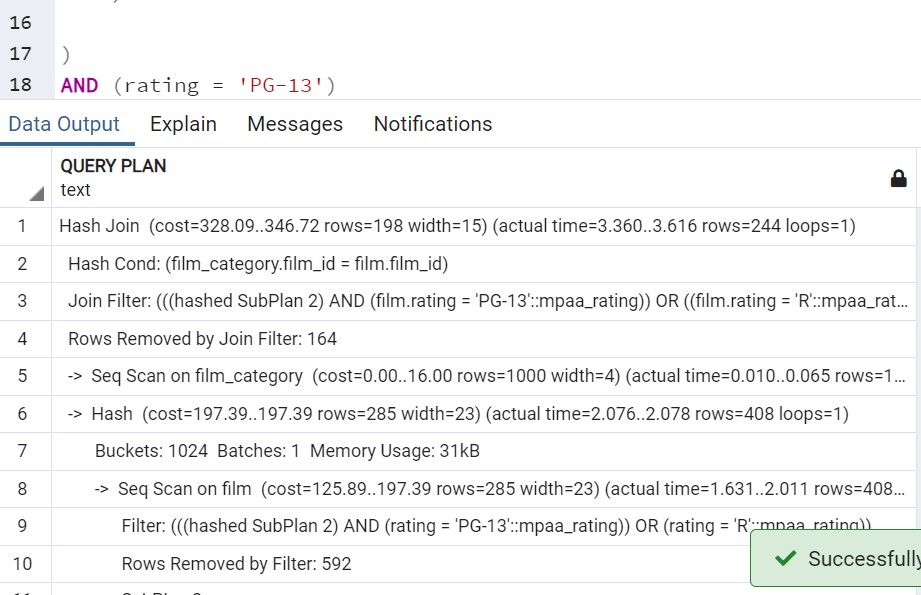 16
17 )
18 AND (rating = 'PG-13')
Data Output Explain Messages Notifications
QUERY PLAN
text
1 Hash Join (cost=328.09..346.72 rows=198 width=15) (actual time=3.360..3.616 rows=244 loops=1)
2 Hash Cond: (film_category.film_id = film.film_id)
3 Join Filter: (((hashed SubPlan 2) AND (film.rating = 'PG-13'::mpaa_rating)) OR ((film.rating = 'R'::mpaa_rat...
4 Rows Removed by Join Filter: 164
5 -> Seq Scan on film_category (cost=0.00..16.00 rows=1000 width=4) (actual time=0.010..0.065 rows=1...
6 -> Hash (cost=197.39..197.39 rows=285 width=23) (actual time=2.076..2.078 rows=408 loops=1)
7 Buckets: 1024 Batches: 1 Memory Usage: 31kB
8 -> Seq Scan on film (cost=125.89..197.39 rows=285 width=23) (actual time=1.631..2.011 rows=408...
9 Filter: (((hashed SubPlan 2) AND (rating = 'PG-13'::mpaa_rating)) OR (rating = 'R'::mpaa_rating))
10 Rows Removed by Filter: 592
Successfully